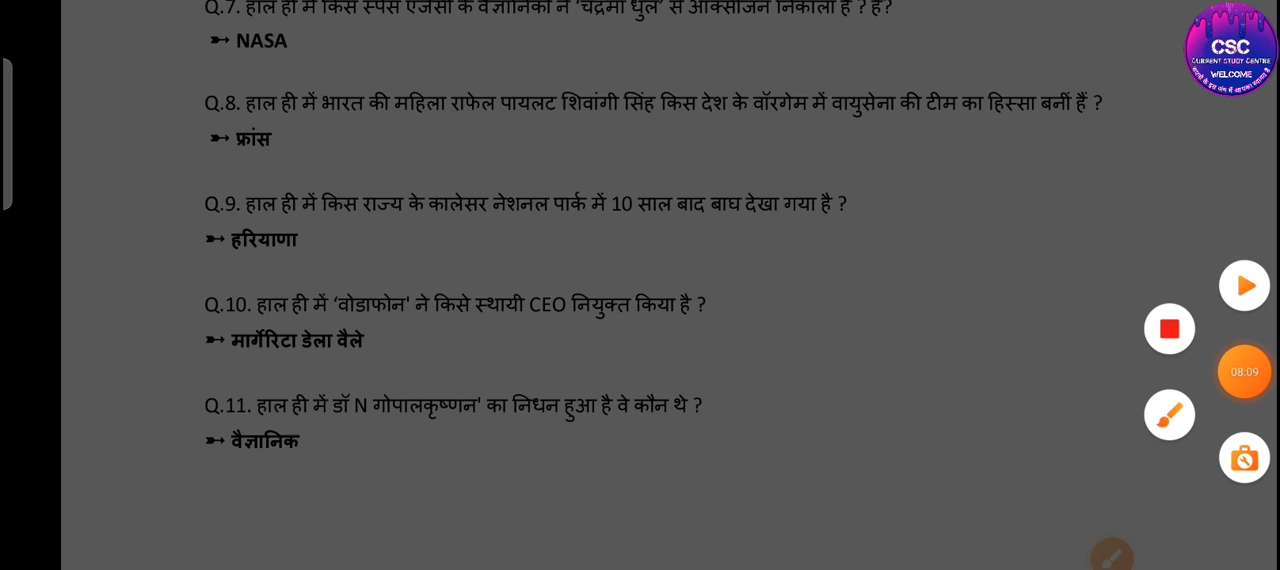 Q.7. हाल ही में किस स्पेस एजेंसी के वैज्ञानिकों ने 'चंद्रमा धुल' से ऑक्सीजन निकाला है ? है?
➵ NASA
Q.8. हाल ही में भारत की महिला राफेल पायलट शिवांगी सिंह किस देश के वॉरगेम में वायुसेना की टीम का हिस्सा बनीं हैं ?
➵ फ्रांस
Q.9. हाल ही में किस राज्य के कालेसर नेशनल पार्क में 10 साल बाद बाघ देखा गया है ?
➵ हरियाणा
Q.10. हाल ही में ‘वोडाफोन' ने किसे स्थायी CEO नियुक्त किया है ?
➵ मार्गेरिटा डेला वैले
Q.11. हाल ही में डॉ N गोपालकृष्णन' का निधन हुआ है वे कौन थे ?
➵ वैज्ञानिक
CSC
CURRENT STUDY CENTRE
WELCOME
08:09